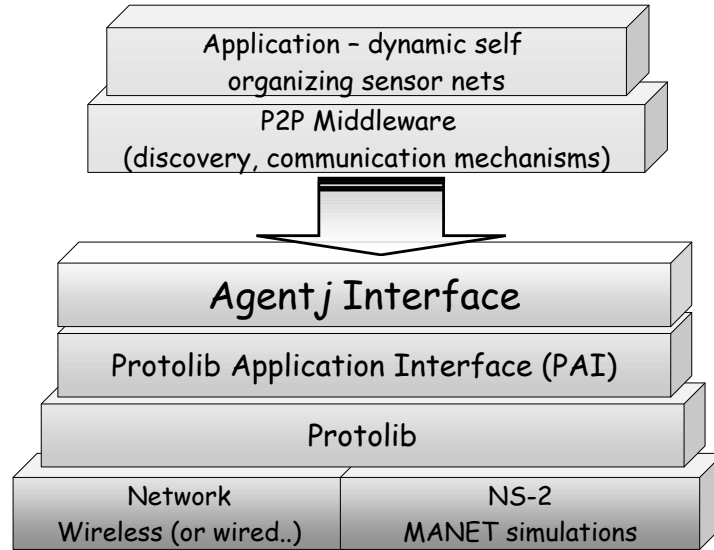 Application – dynamic self
organizing sensor nets
P2P Middleware
(discovery, communication mechanisms)
Agentj Interface
Protolib Application Interface (PAI)
Protolib
Network
Wireless (or wired..)
NS-2
MANET simulations